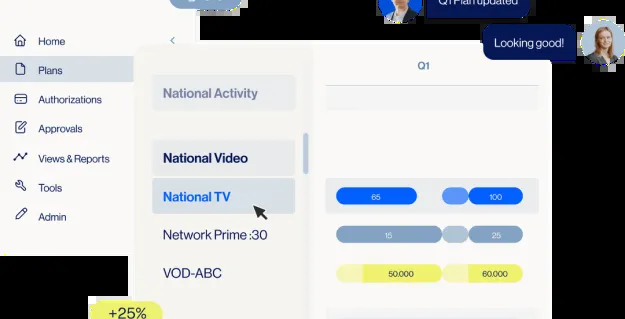 Q1 Plan updated
Looking good!
Home
Plans
Authorizations
Approvals
Views & Reports
Tools
Admin
National Activity
National Video
National TV
Network Prime :30
VOD-ABC
Q1
65 100
15 25
50.000 60.000
+25%